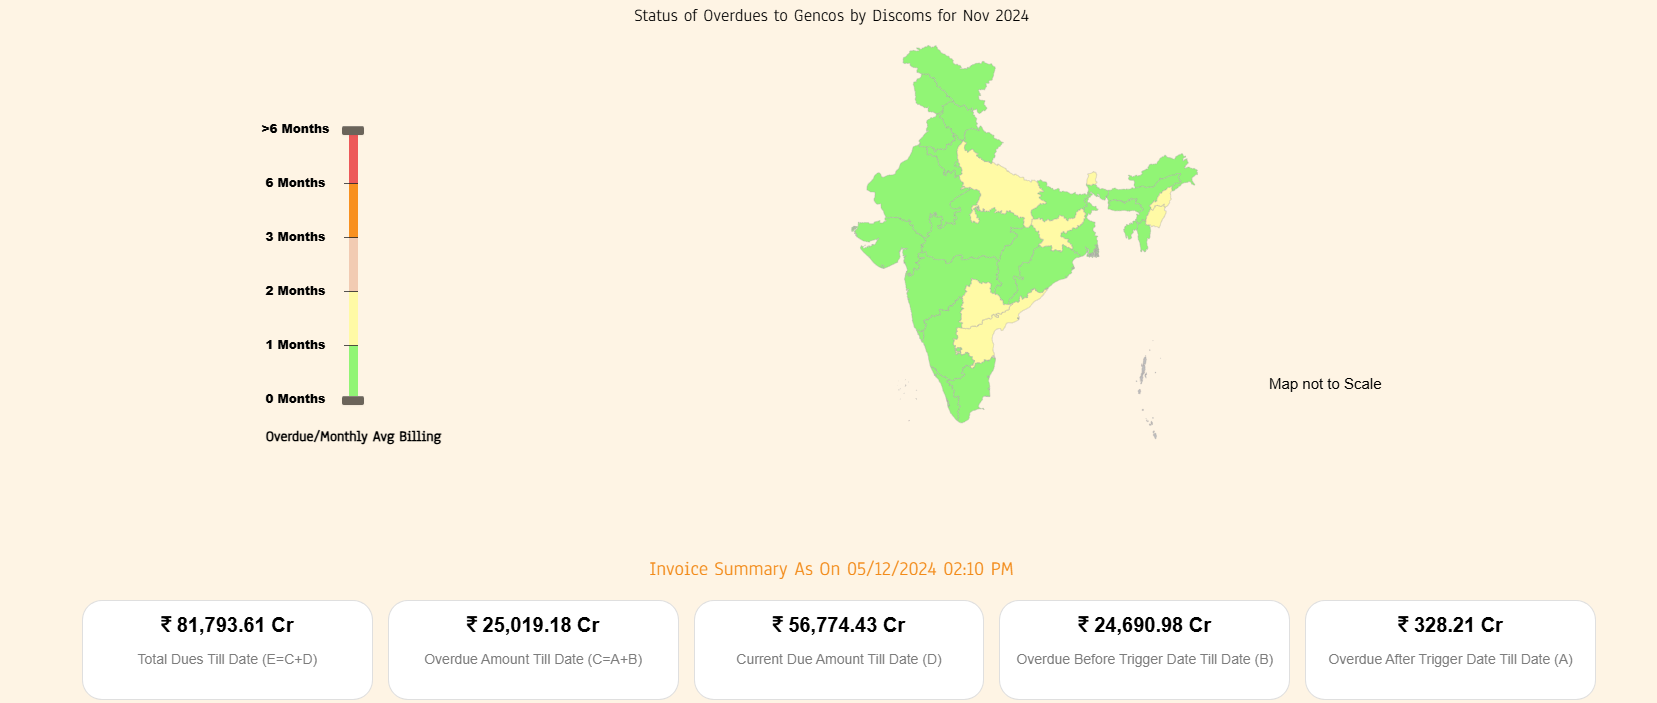 Status of Overdues to Gencos by Discoms for Nov 2024
>6 Months
6 Months
3 Months
2 Months
1 Months
0 Months
Overdue/Monthly Avg Billing
Map not to Scale
Invoice Summary As On 05/12/2024 02:10 PM
₹ 81,793.61 Cr
Total Dues Till Date (E=C+D)
₹ 25,019.18 Cr
Overdue Amount Till Date (C=A+B)
₹ 56,774.43 Cr
Current Due Amount Till Date (D)
₹ 24,690.98 Cr
Overdue Before Trigger Date Till Date (B)
₹ 328.21 Cr
Overdue After Trigger Date Till Date (A)